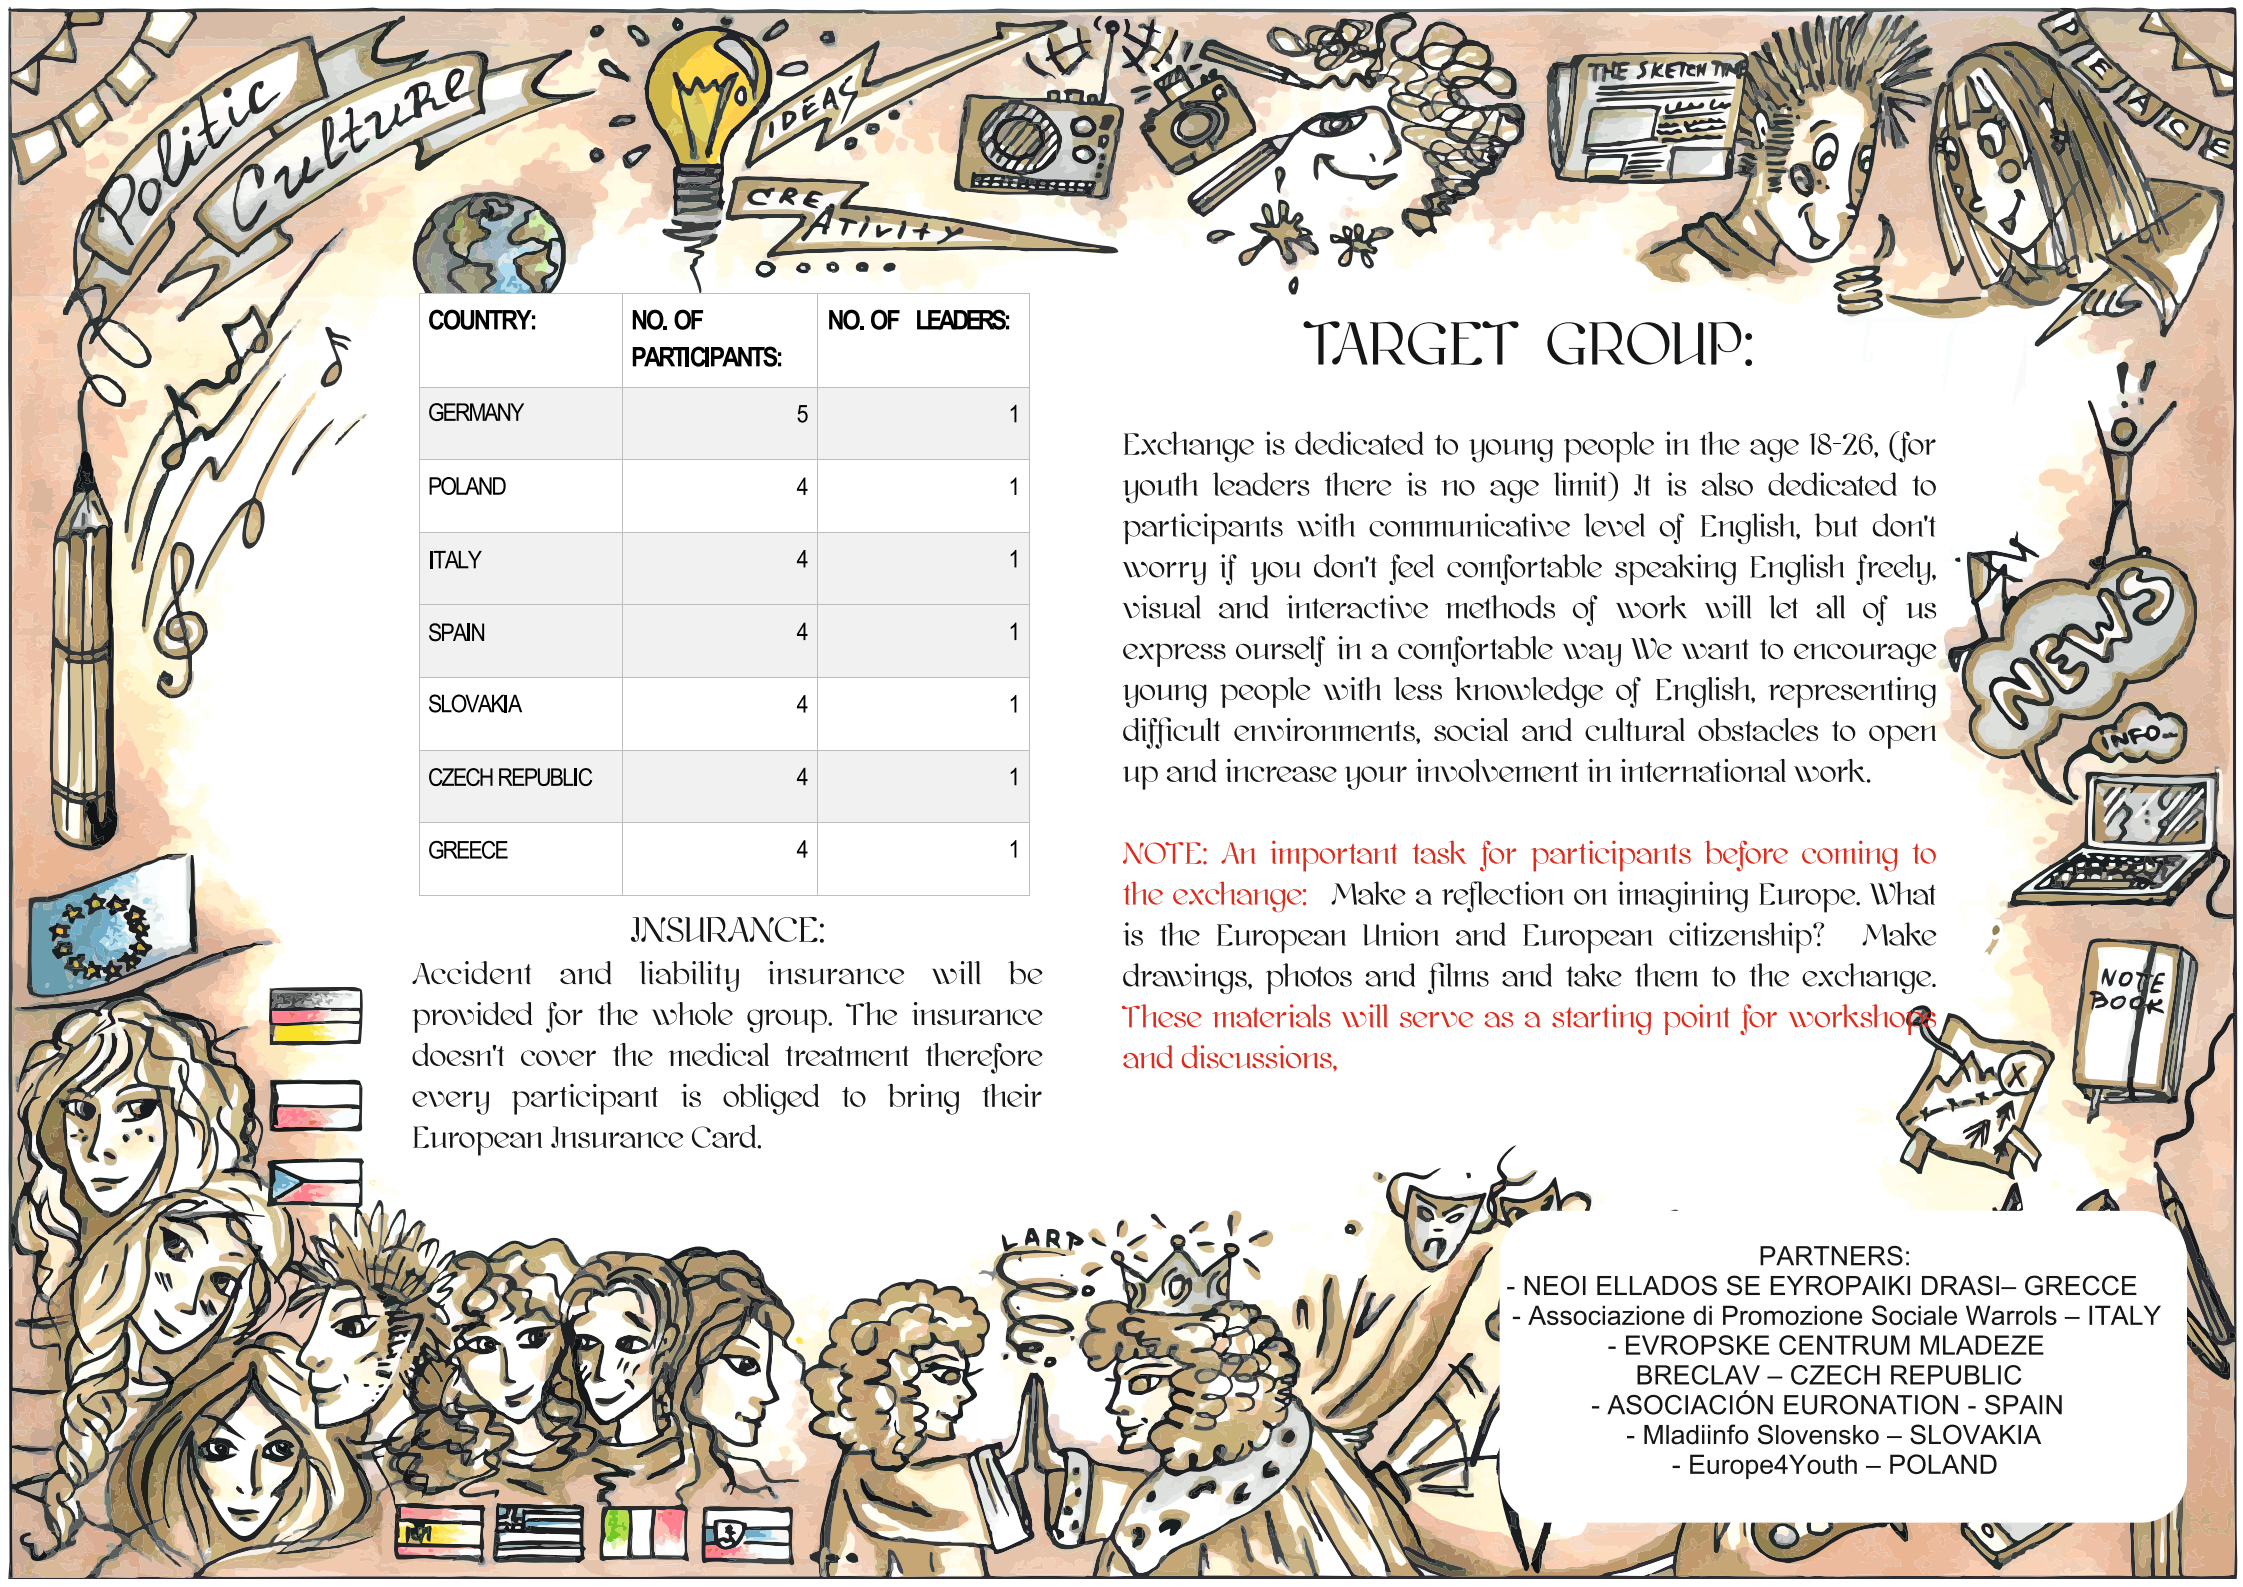 Politic
Culture
IDEAS
CREATIVITY
THE SKETCH TIME
PEACE
COUNTRY: NO. OF PARTICIPANTS: NO. OF LEADERS:
GERMANY 5 1
POLAND 4 1
ITALY 4 1
SPAIN 4 1
SLOVAKIA 4 1
CZECH REPUBLIC 4 1
GREECE 4 1
INSURANCE:
Accident and liability insurance will be
provided for the whole group. The insurance
doesn't cover the medical treatment therefore
every participant is obliged to bring their
European Insurance Card.
TARGET GROUP:
Exchange is dedicated to young people in the age 18-26, (for
youth leaders there is no age limit) It is also dedicated to
participants with communicative level of English, but don't
worry if you don't feel comfortable speaking English freely,
visual and interactive methods of work will let all of us
express ourself in a comfortable way We want to encourage
young people with less knowledge of English, representing
difficult environments, social and cultural obstacles to open
up and increase your involvement in international work.
NOTE: An important task for participants before coming to
the exchange: Make a reflection on imagining Europe. What
is the European Union and European citizenship? Make
drawings, photos and films and take them to the exchange.
These materials will serve as a starting point for workshops
and discussions,
NEWS
INFO
NOTE
BOOK
X
LARP
PARTNERS:
- NEOI ELLADOS SE EYROPAIKI DRASI– GRECCE
- Associazione di Promozione Sociale Warrols – ITALY
- EVROPSKE CENTRUM MLADEZE
BRECLAV – CZECH REPUBLIC
- ASOCIACIÓN EURONATION - SPAIN
- Mladiinfo Slovensko – SLOVAKIA
- Europe4Youth – POLAND